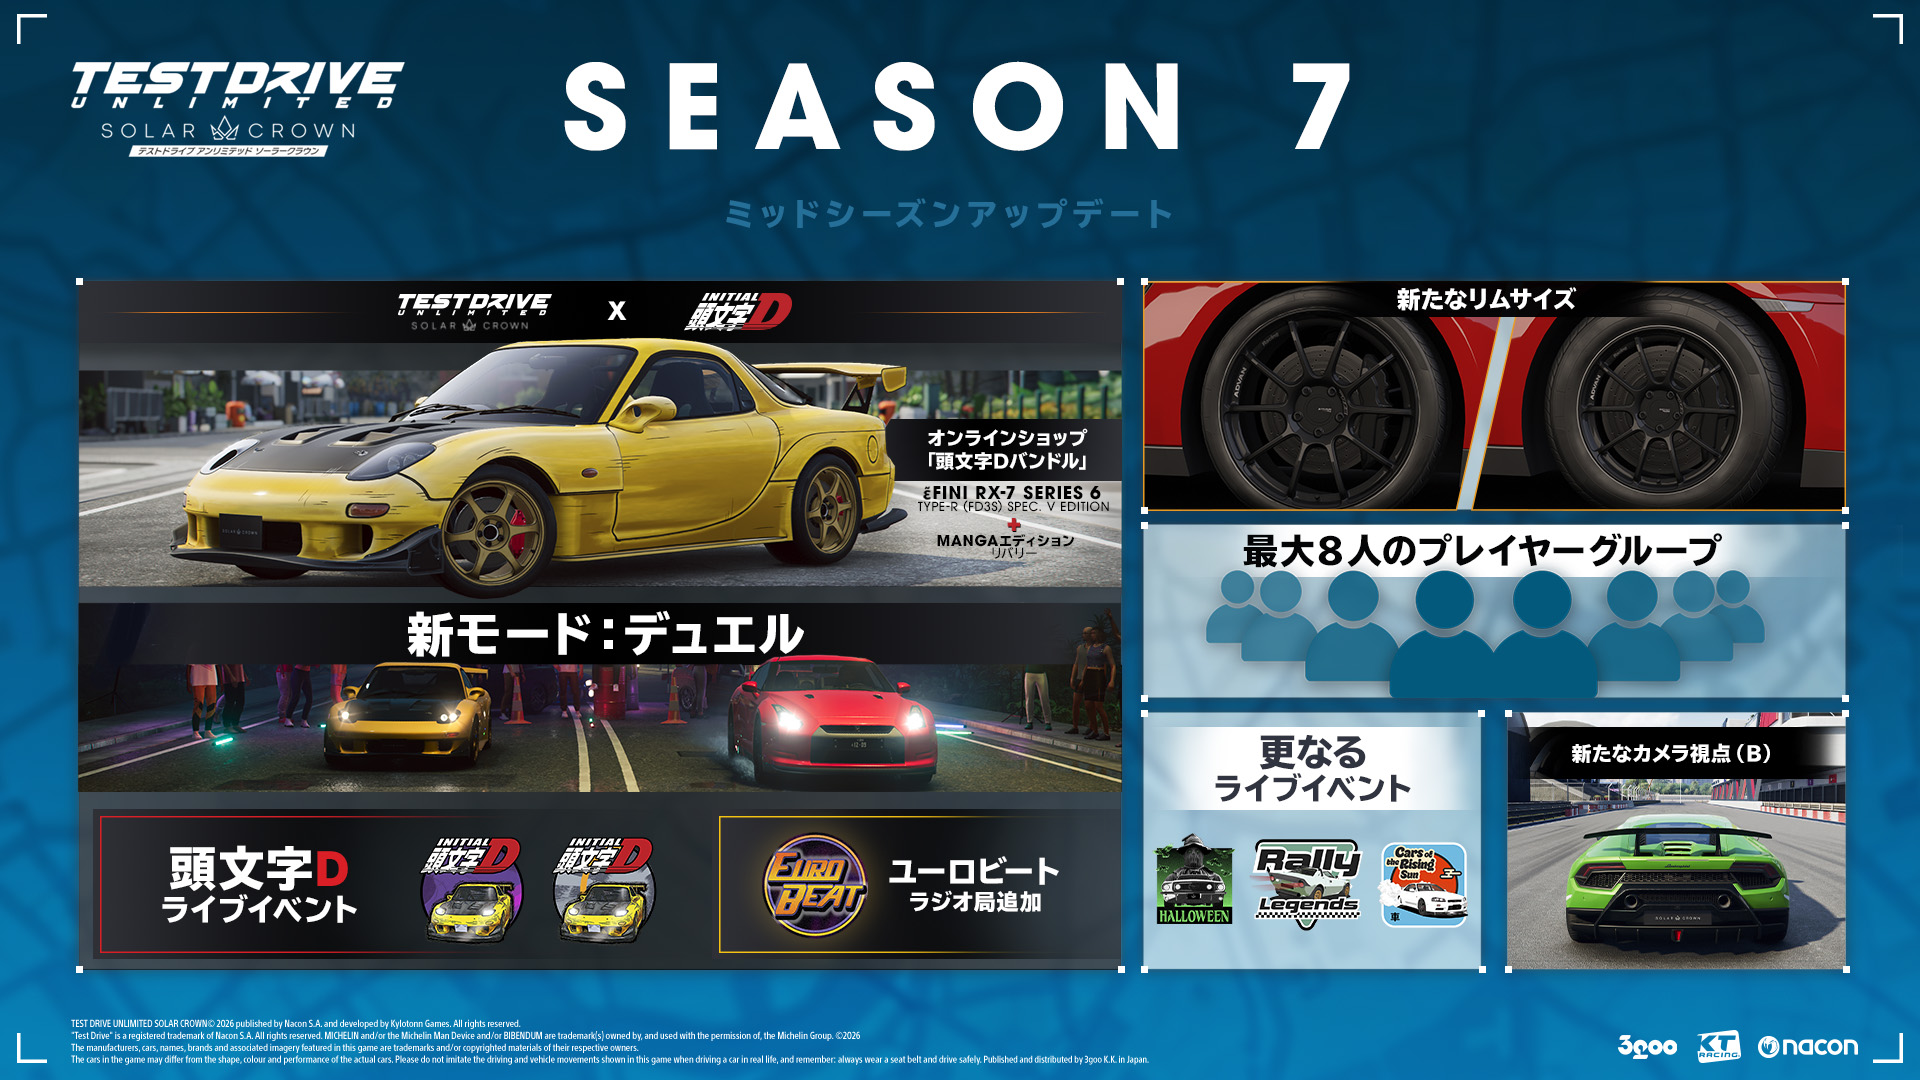 TEST DRIVE
UNLIMITED
SOLAR CROWN
テストドライブ アンリミテッド ソーラークラウン
SEASON 7
ミッドシーズンアップデート
TEST DRIVE
UNLIMITED
SOLAR CROWN
X
INITIAL
頭文字D
オンラインショップ
「頭文字Dバンドル」
ε̃FINI RX-7 SERIES 6
TYPE-R (FD3S) SPEC. V EDITION
+
MANGAエディション
リバリー
SOLAR CROWN
新モード：デュエル
頭文字D
ライブイベント
INITIAL
頭文字D
INITIAL
頭文字D
EURO
BEAT
ユーロビート
ラジオ局追加
新たなリムサイズ
ADVAN
ADVAN
最大8人のプレイヤーグループ
更なる
ライブイベント
HALLOWEEN
Rally
Legends
Cars of
the Rising
Sun
車
新たなカメラ視点（B）
SOLAR CROWN
TEST DRIVE UNLIMITED SOLAR CROWN© 2026 published by Nacon S.A. and developed by Kylotonn Games. All rights reserved.
"Test Drive" is a registered trademark of Nacon S.A. All rights reserved. MICHELIN and/or the Michelin Man Device and/or BIBENDUM are trademark(s) owned by, and used with the permission of, the Michelin Group. ©2026
The manufacturers, cars, names, brands and associated imagery featured in this game are trademarks and/or copyrighted materials of their respective owners.
The cars in the game may differ from the shape, colour and performance of the actual cars. Please do not imitate the driving and vehicle movements shown in this game when driving a car in real life, and remember: always wear a seat belt and drive safely. Published and distributed by 3goo K.K. in Japan.
3goo
KT
RACING
nacon